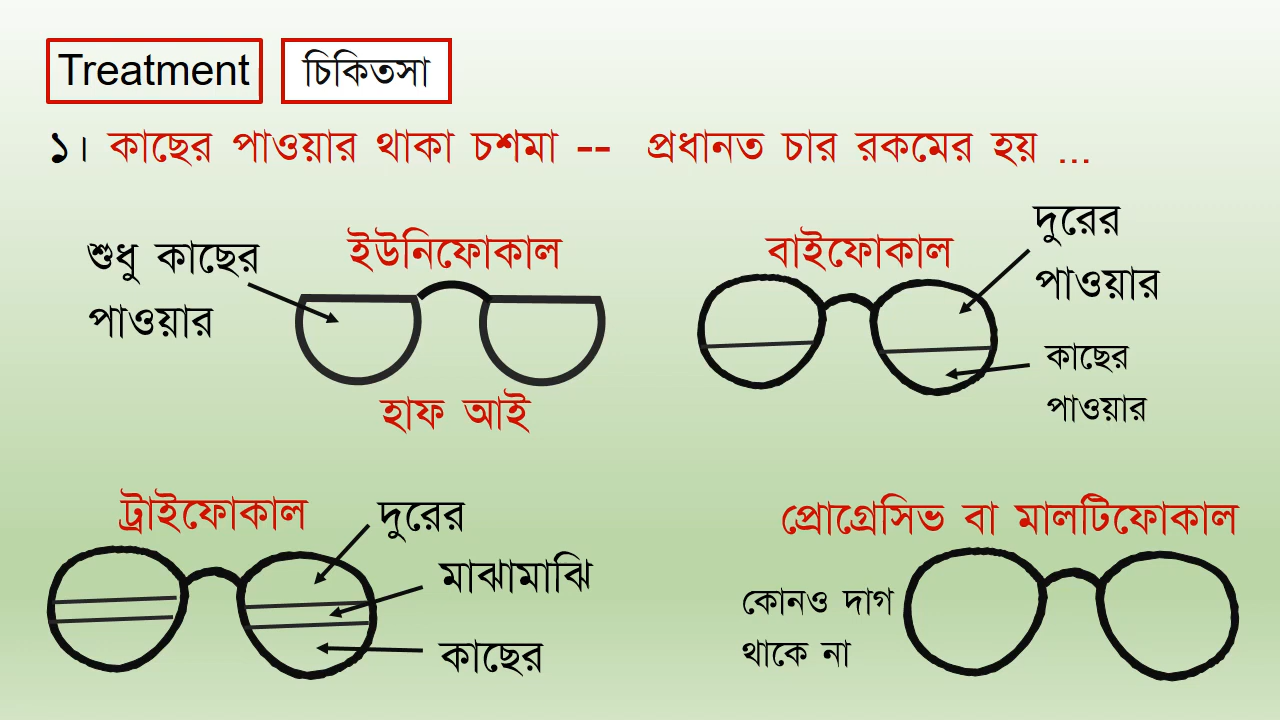 Treatment চিকিতসা
১। কাছের পাওয়ার থাকা চশমা -- প্রধানত চার রকমের হয় ...
শুধু কাছের
পাওয়ার
ইউনিফোকাল
হাফ আই
বাইফোকাল
দুরের
পাওয়ার
কাছের
পাওয়ার
ট্রাইফোকাল
দুরের
মাঝামাঝি
কাছের
প্রোগ্রেসিভ বা মালটিফোকাল
কোনও দাগ
থাকে না